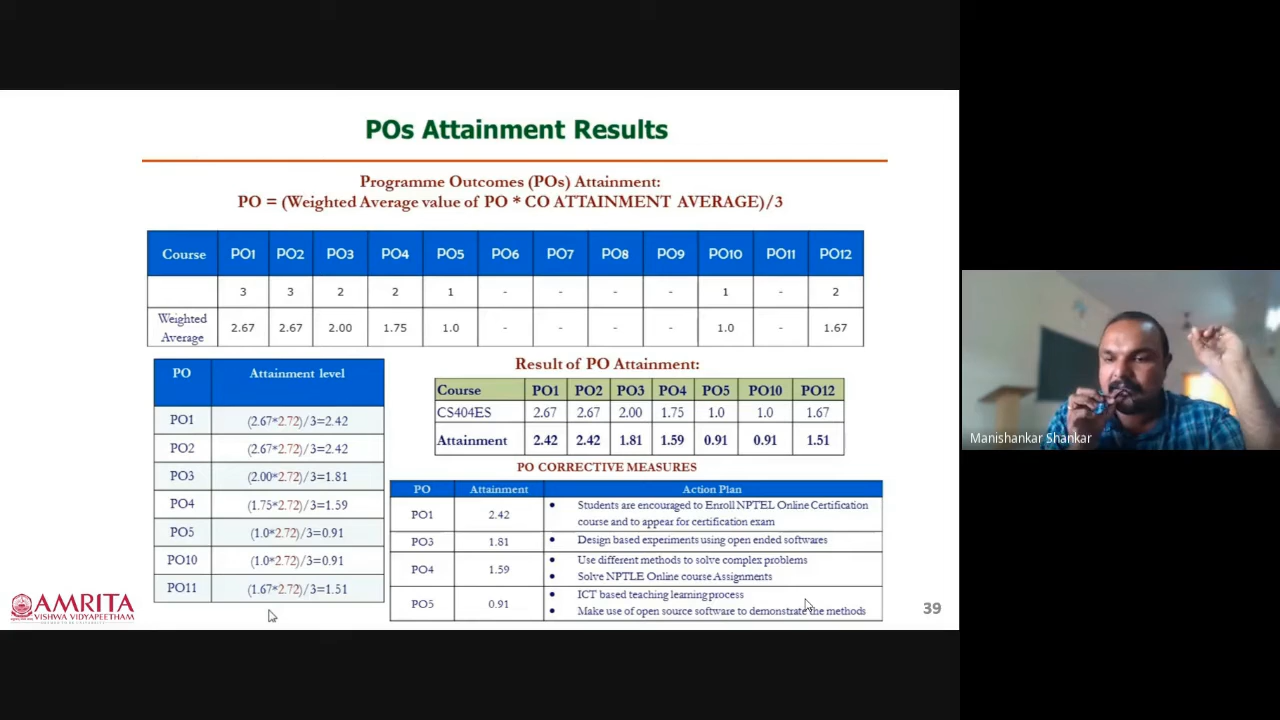 POs Attainment Results
Programme Outcomes (POs) Attainment:
PO = (Weighted Average value of PO * CO ATTAINMENT AVERAGE)/3
Course PO1 PO2 PO3 PO4 PO5 PO6 PO7 PO8 PO9 PO10 PO11 PO12
3 3 2 2 1 - - - - 1 - 2
Weighted Average 2.67 2.67 2.00 1.75 1.0 - - - - 1.0 - 1.67
PO Attainment level
PO1 (2.67*2.72)/3=2.42
PO2 (2.67*2.72)/3=2.42
PO3 (2.00*2.72)/3=1.81
PO4 (1.75*2.72)/3=1.59
PO5 (1.0*2.72)/3=0.91
PO10 (1.0*2.72)/3=0.91
PO11 (1.67*2.72)/3=1.51
Result of PO Attainment:
Course PO1 PO2 PO3 PO4 PO5 PO10 PO12
CS404ES 2.67 2.67 2.00 1.75 1.0 1.0 1.67
Attainment 2.42 2.42 1.81 1.59 0.91 0.91 1.51
PO CORRECTIVE MEASURES
PO Attainment Action Plan
PO1 2.42 • Students are encouraged to Enroll NPTEL Online Certification
course and to appear for certification exam
PO3 1.81 • Design based experiments using open ended softwares
PO4 1.59 • Use different methods to solve complex problems
• Solve NPTLE Online course Assignments
PO5 0.91 • ICT based teaching learning process
• Make use of open source software to demonstrate the methods
AMRITA
VISHWA VIDYAPEETHAM
39
Manishankar Shankar